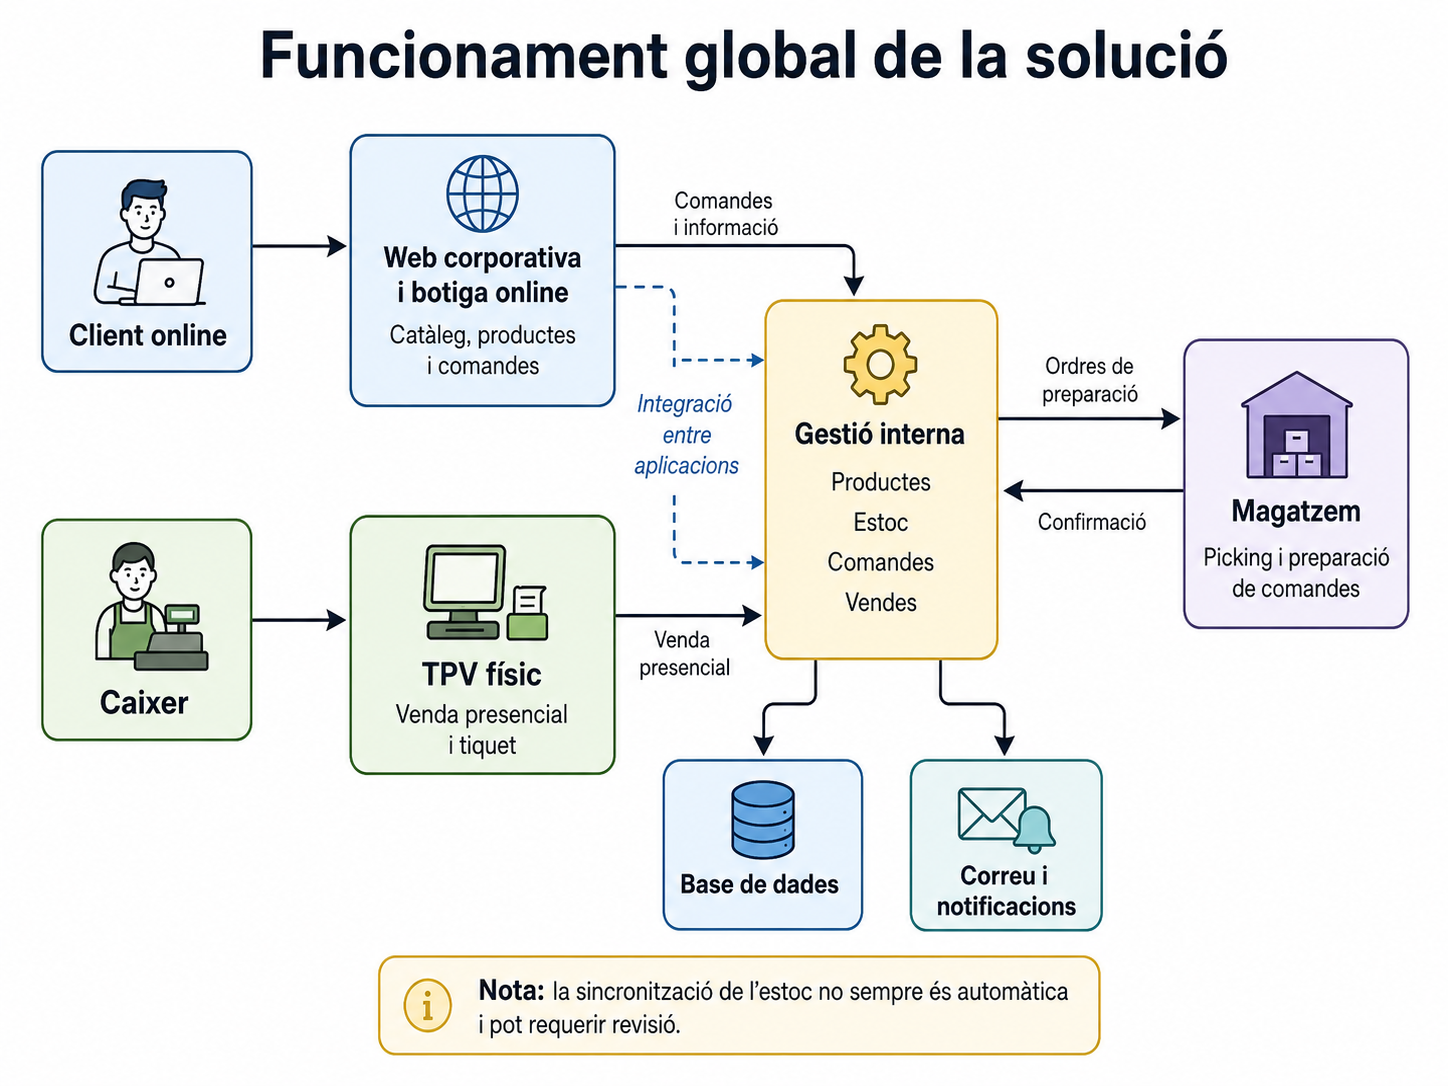 Funcionament global de la solució
Client online
Web corporativa
i botiga online
Catàleg, productes
i comandes
Comandes
i informació
Integració
entre
aplicacions
Gestió interna
Productes
Estoc
Comandes
Vendes
Ordres de
preparació
Confirmació
Magatzem
Picking i preparació
de comandes
Caixer
TPV físic
Venda presencial
i tiquet
Venda
presencial
Base de dades
Correu i
notificacions
i
Nota: la sincronització de l'estoc no sempre és automàtica
i pot requerir revisió.